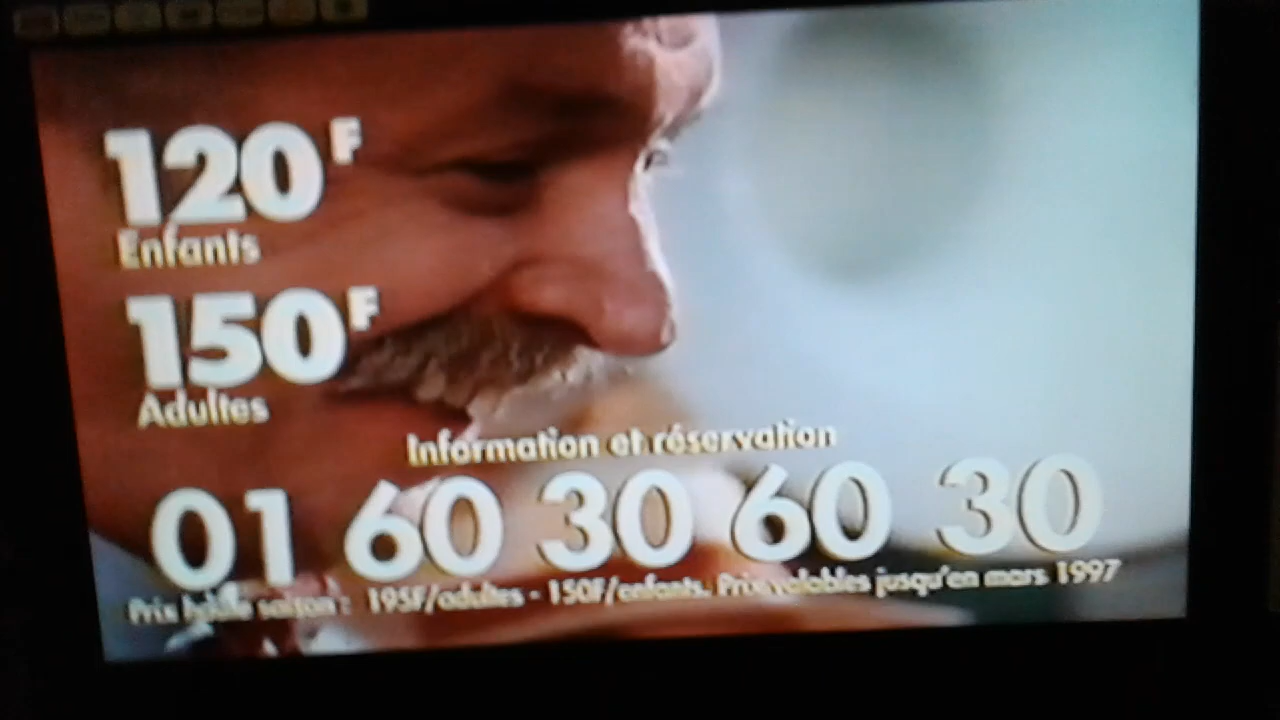 120F
Enfants
150F
Adultes
Information et réservation
01 60 30 60 30
Prix haute saison : 195F/adultes - 150F/enfants. Prix valables jusqu'en mars 1997